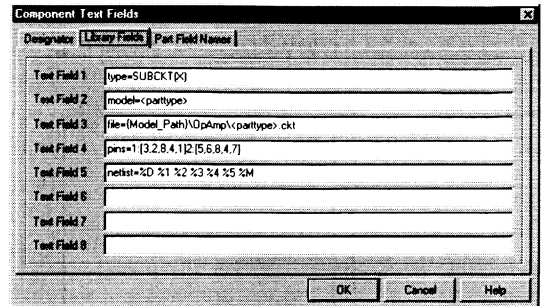 Component Text Fields
Designator Library Fields Part Field Names
Text Field 1 type=SUBCKT(X)
Text Field 2 model=<parttype>
Text Field 3 file={Model_Path}\OpAmp\<parttype>.ckt
Text Field 4 pins=1:[3,2,8,4,1]2:[5,6,8,4,7]
Text Field 5 netlist=%D %1 %2 %3 %4 %5 %M
Text Field 6
Text Field 7
Text Field 8
OK Cancel Help